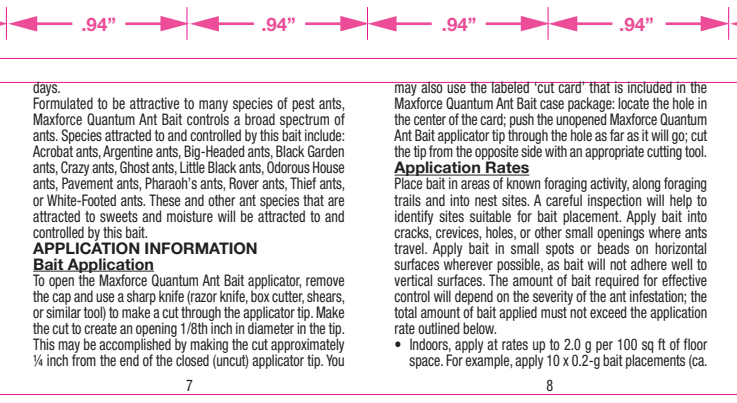 .94” .94” .94” .94”
days.
Formulated to be attractive to many species of pest ants,
Maxforce Quantum Ant Bait controls a broad spectrum of
ants. Species attracted to and controlled by this bait include:
Acrobat ants, Argentine ants, Big-Headed ants, Black Garden
ants, Crazy ants, Ghost ants, Little Black ants, Odorous House
ants, Pavement ants, Pharaoh's ants, Rover ants, Thief ants,
or White-Footed ants. These and other ant species that are
attracted to sweets and moisture will be attracted to and
controlled by this bait.
APPLICATION INFORMATION
Bait Application
To open the Maxforce Quantum Ant Bait applicator, remove
the cap and use a sharp knife (razor knife, box cutter, shears,
or similar tool) to make a cut through the applicator tip. Make
the cut to create an opening 1/8th inch in diameter in the tip.
This may be accomplished by making the cut approximately
¼ inch from the end of the closed (uncut) applicator tip. You
7
may also use the labeled ‘cut card’ that is included in the
Maxforce Quantum Ant Bait case package: locate the hole in
the center of the card; push the unopened Maxforce Quantum
Ant Bait applicator tip through the hole as far as it will go; cut
the tip from the opposite side with an appropriate cutting tool.
Application Rates
Place bait in areas of known foraging activity, along foraging
trails and into nest sites. A careful inspection will help to
identify sites suitable for bait placement. Apply bait into
cracks, crevices, holes, or other small openings where ants
travel. Apply bait in small spots or beads on horizontal
surfaces wherever possible, as bait will not adhere well to
vertical surfaces. The amount of bait required for effective
control will depend on the severity of the ant infestation; the
total amount of bait applied must not exceed the application
rate outlined below.
• Indoors, apply at rates up to 2.0 g per 100 sq ft of floor
space. For example, apply 10 x 0.2-g bait placements (ca.
8